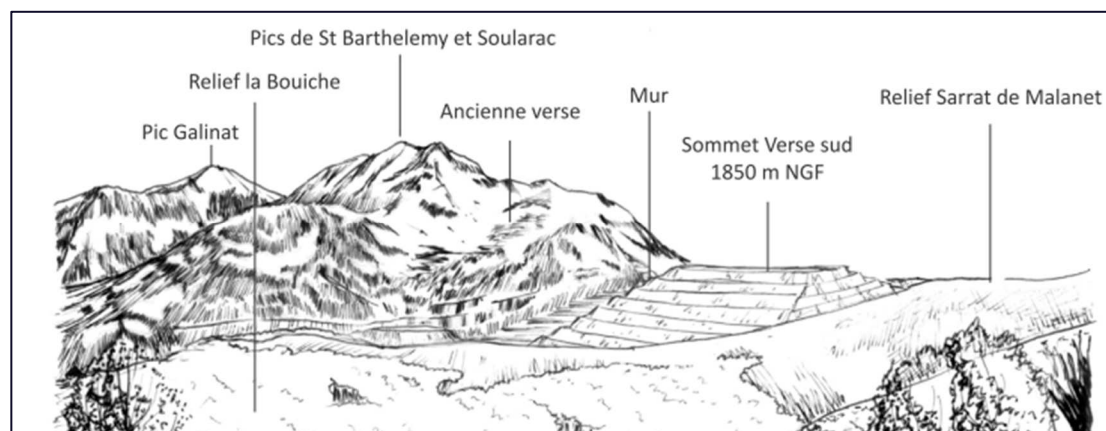 Pics de St Barthelemy et Soularac
Relief la Bouiche
Ancienne verse
Mur
Relief Sarrat de Malanet
Pic Galinat
Sommet Verse sud
1850 m NGF